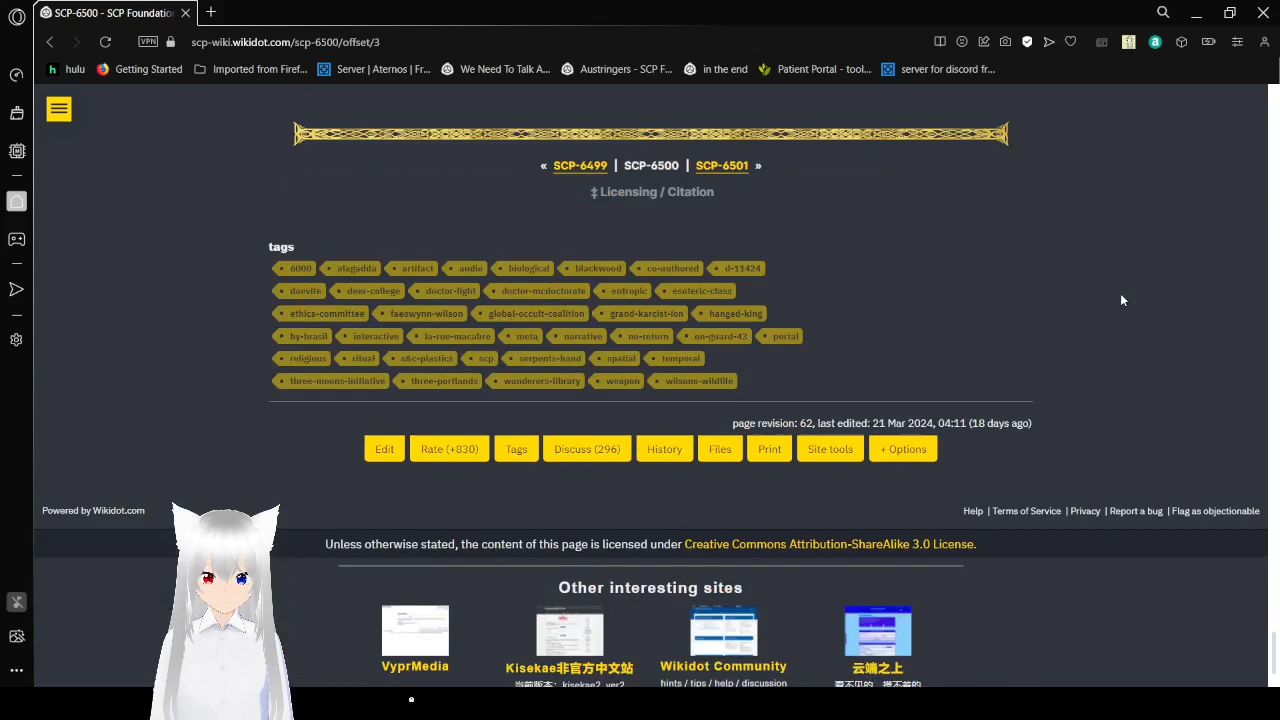 SCP-6500 - SCP Foundatio
VPN scp-wiki.wikidot.com/scp-6500/offset/3
hulu Getting Started Imported from Firef... Server | Aternos | Fr... We Need To Talk A... Austringers - SCP F... in the end Patient Portal - tool... server for discord fr...
« SCP-6499 | SCP-6500 | SCP-6501 »
‡ Licensing / Citation
tags
6000 alagadda artifact audio biological blackwood co-authored d-11424
daevite deer-college doctor-light doctor-mcdoctorate entropic esoteric-class
ethics-committee faeowynn-wilson global-occult-coalition grand-karcist-ion hanged-king
hy-brasil interactive la-rue-macabre meta narrative no-return on-guard-43 portal
religious ritual s&c-plastics scp serpents-hand spatial temporal
three-moons-initiative three-portlands wanderers-library weapon wilsons-wildlife
page revision: 62, last edited: 21 Mar 2024, 04:11 (18 days ago)
Edit Rate (+830) Tags Discuss (296) History Files Print Site tools + Options
Powered by Wikidot.com Help | Terms of Service | Privacy | Report a bug | Flag as objectionable
Unless otherwise stated, the content of this page is licensed under Creative Commons Attribution-ShareAlike 3.0 License.
Other interesting sites
VyprMedia Kisekae非官方中文站 Wikidot Community 云端之上
kisekae2 ver2 hints / tips / help / discussion